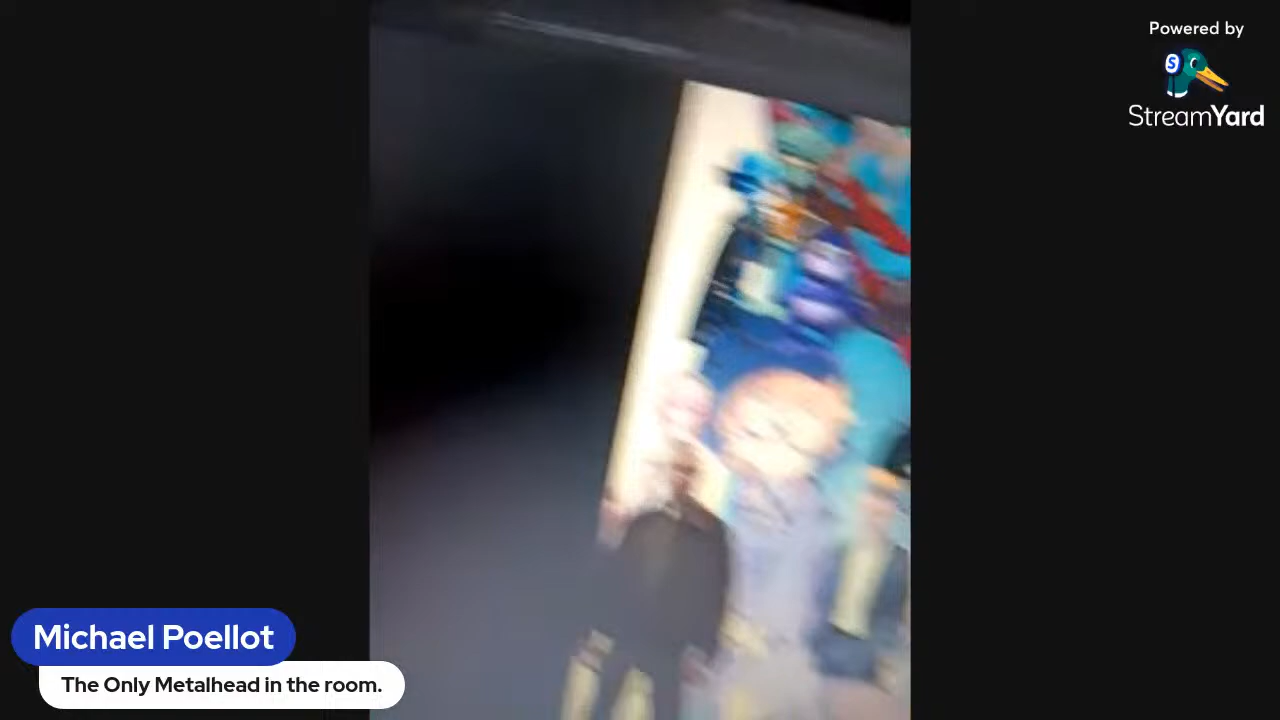 Powered by
StreamYard
Michael Poellot
The Only Metalhead in the room.